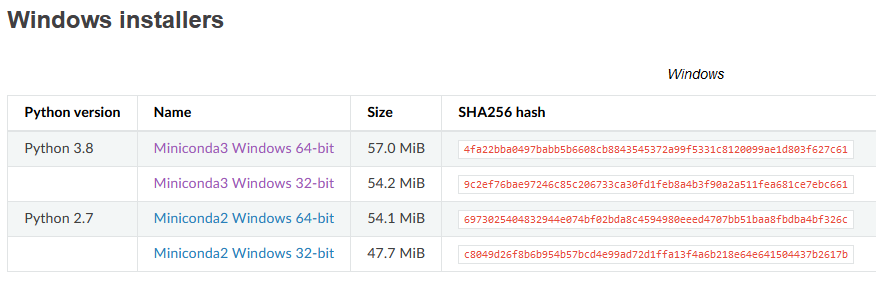 Windows installers
Windows
Python version Name Size SHA256 hash
Python 3.8 Miniconda3 Windows 64-bit 57.0 MiB 4fa22bba0497babb5b6608cb8843545372a99f5331c8120099ae1d803f627c61
Miniconda3 Windows 32-bit 54.2 MiB 9c2ef76bae97246c85c206733ca30fd1feb8a4b3f90a2a511fea681ce7ebc661
Python 2.7 Miniconda2 Windows 64-bit 54.1 MiB 6973025404832944e074bf02bda8c4594980eeed4707bb51baa8fbdba4bf326c
Miniconda2 Windows 32-bit 47.7 MiB c8049d26f8b6b954b57bcd4e99ad72d1ffa13f4a6b218e64e641504437b2617b